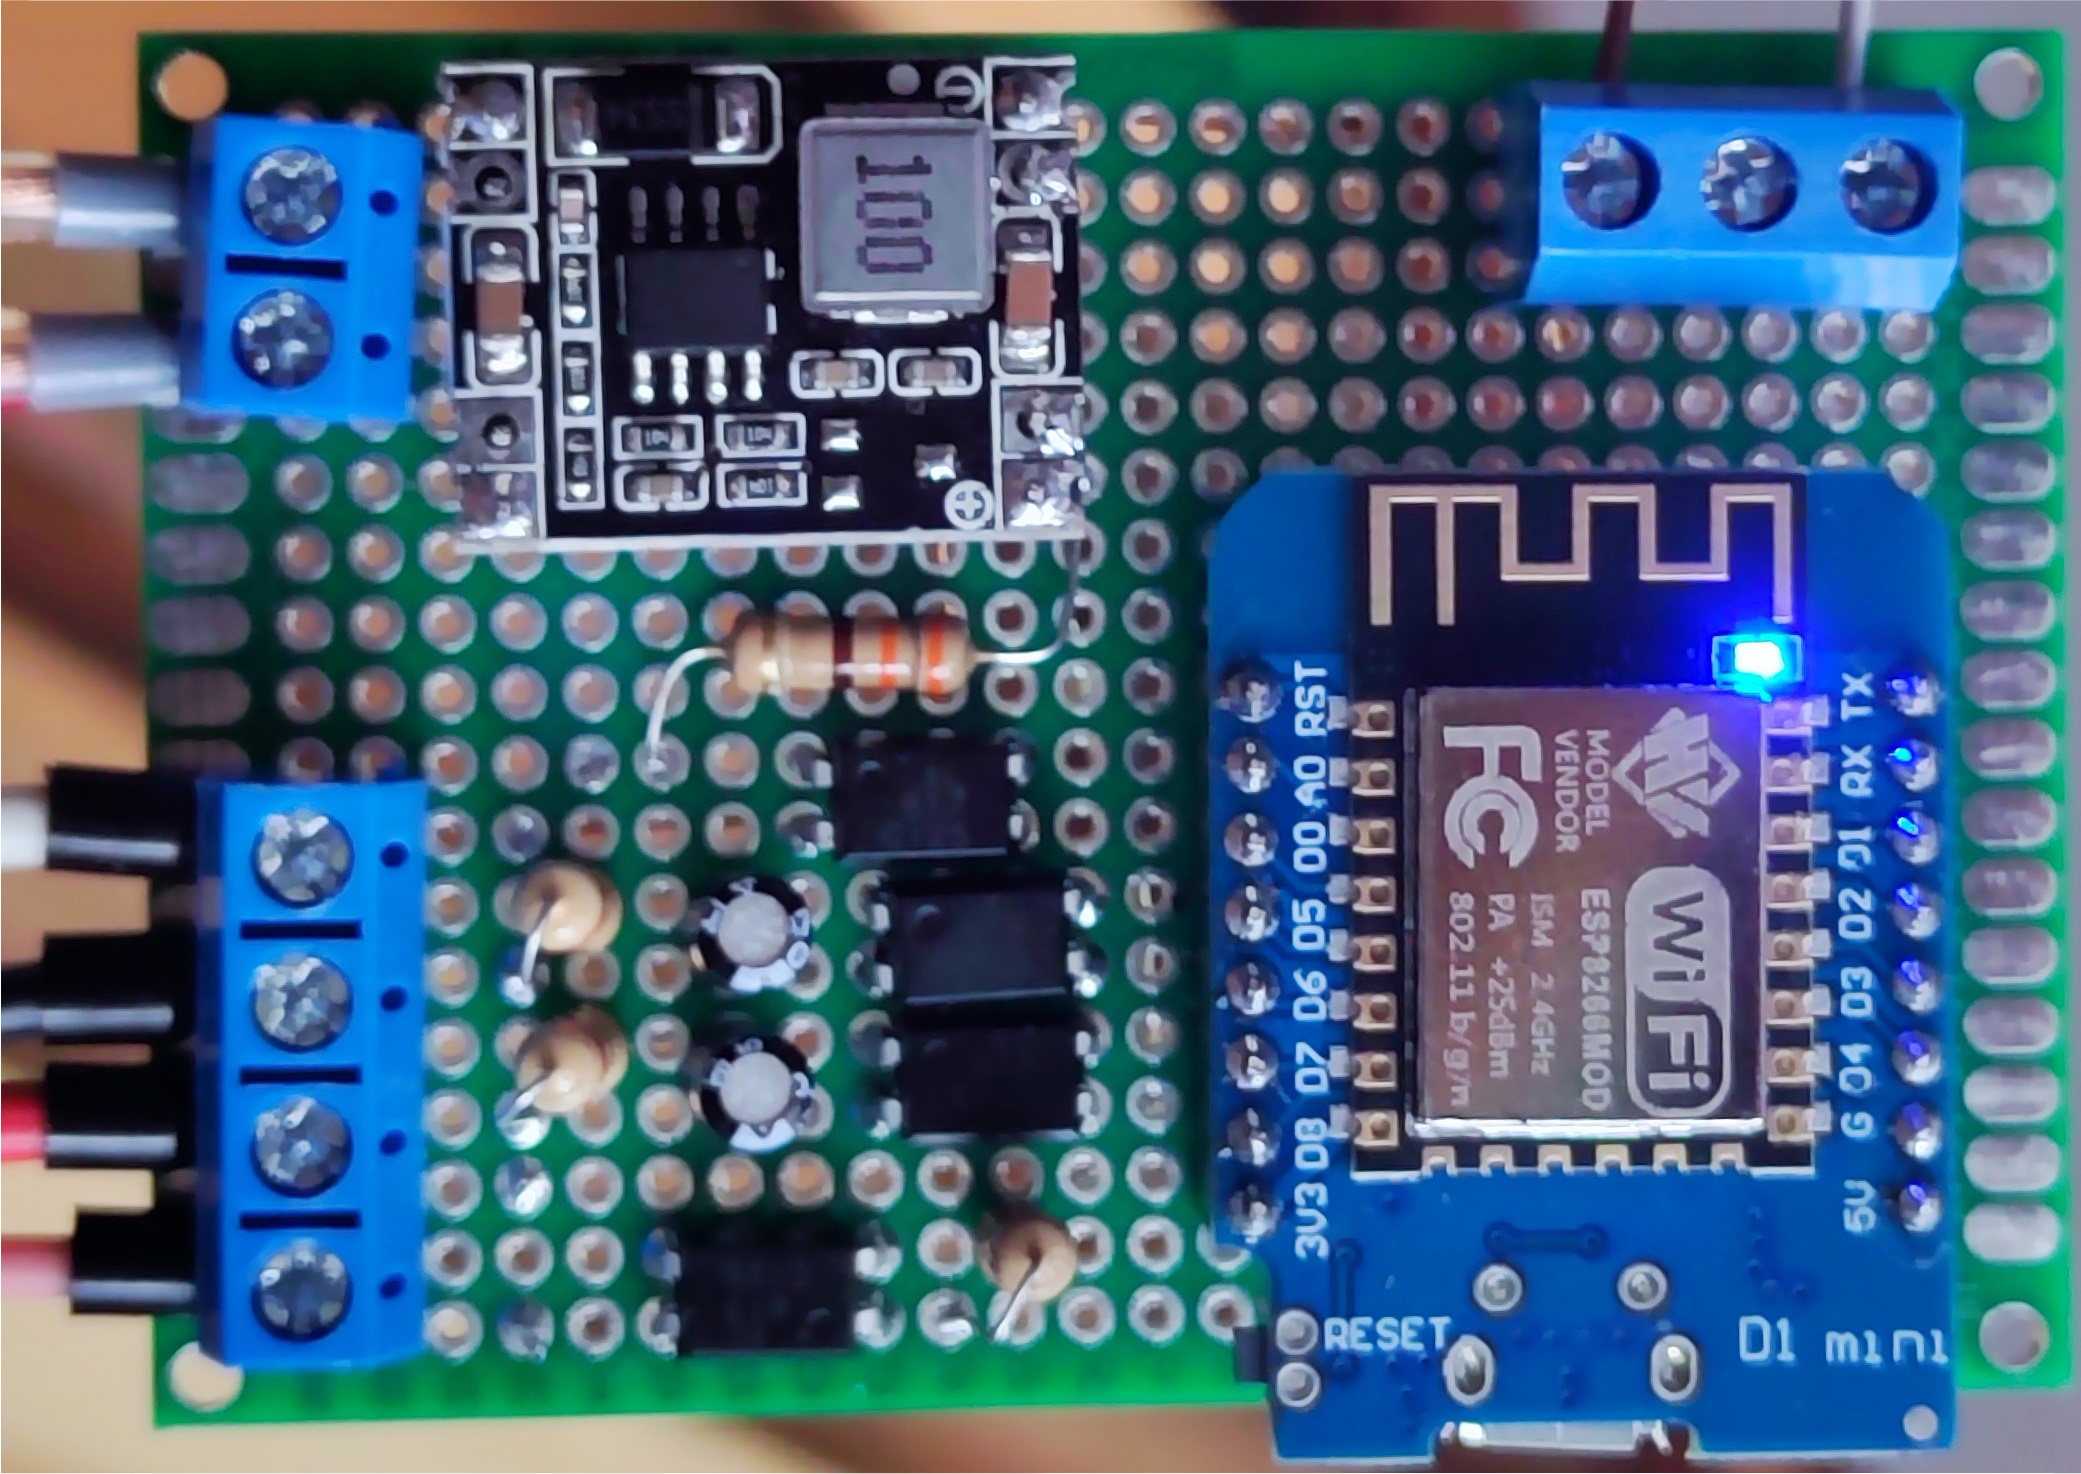 100
RST
A0
D0
D5
D6
D7
D8
3V3
TX
RX
D1
D2
D3
D4
G
5V
MODEL
VENDOR
ESP8266MOD
ISM 2.4GHz
PA +25dBm
802.11b/g/n
FC
WiFi
RESET
D1 mini